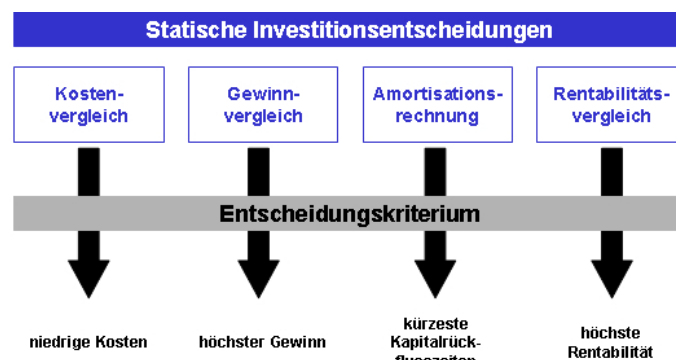 Statische Investitionsentscheidungen
Kosten-
vergleich
Gewinn-
vergleich
Amortisations-
rechnung
Rentabilitäts-
vergleich
Entscheidungskriterium
niedrige Kosten
höchster Gewinn
kürzeste
Kapitalrück-
flusszeiten
höchste
Rentabilität